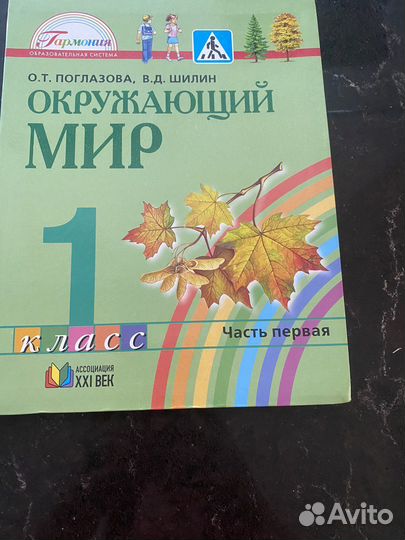 Гармония
ОБРАЗОВАТЕЛЬНАЯ СИСТЕМА
О.Т. ПОГЛАЗОВА, В.Д. ШИЛИН
ОКРУЖАЮЩИЙ
МИР
1
класс
Часть первая
АССОЦИАЦИЯ
XXI ВЕК
Avito